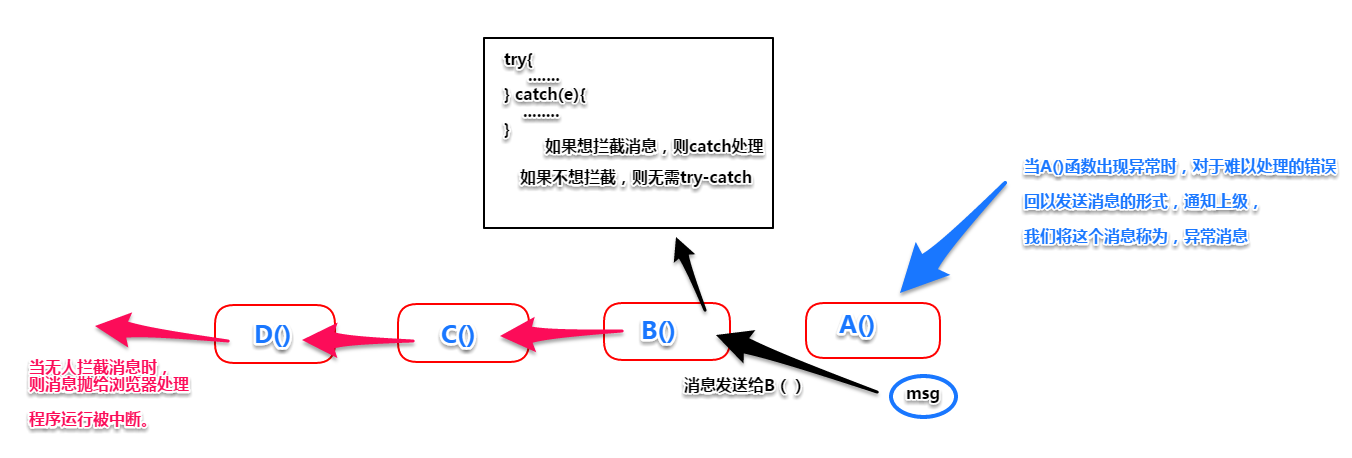 try{
.......
} catch(e){
........
}
如果想拦截消息，则catch处理
如果不想拦截，则无需try-catch
当A()函数出现异常时，对于难以处理的错误
回以发送消息的形式，通知上级，
我们将这个消息称为，异常消息
D()
C()
B()
A()
当无人拦截消息时，
则消息抛给浏览器处理
程序运行被中断。
消息发送给B（ ）
msg